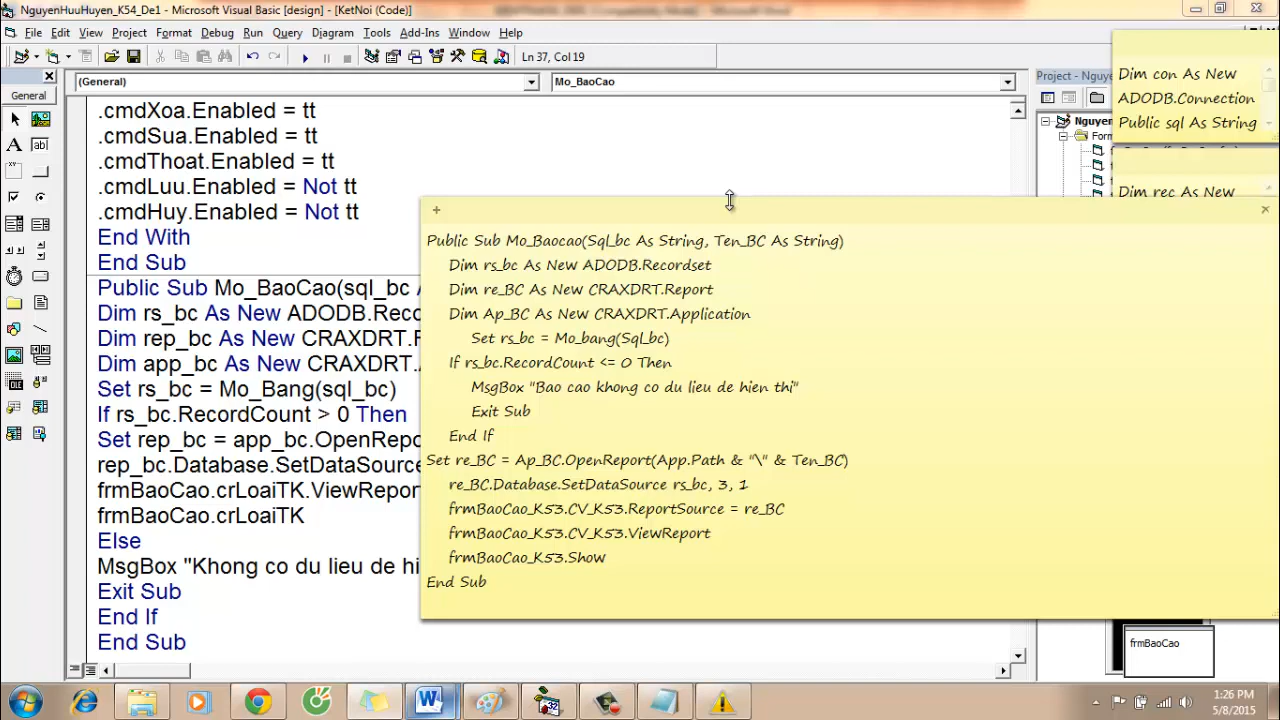 NguyenHuuHuyen_K54_De1 - Microsoft Visual Basic [design] - [KetNoi (Code)]
File Edit View Project Format Debug Run Query Diagram Tools Add-Ins Window Help
Ln 37, Col 19
General
(General)
Mo_BaoCao
.cmdXoa.Enabled = tt
.cmdSua.Enabled = tt
.cmdThoat.Enabled = tt
.cmdLuu.Enabled = Not tt
.cmdHuy.Enabled = Not tt
End With
End Sub
Public Sub Mo_BaoCao(sql_bc
Dim rs_bc As New ADODB.Reco
Dim rep_bc As New CRAXDRT.
Dim app_bc As New CRAXDRT.
Set rs_bc = Mo_Bang(sql_bc)
If rs_bc.RecordCount > 0 Then
Set rep_bc = app_bc.OpenRepo
rep_bc.Database.SetDataSource
frmBaoCao.crLoaiTK.ViewReport
frmBaoCao.crLoaiTK
Else
MsgBox "Khong co du lieu de hi
Exit Sub
End If
End Sub
+
Public Sub Mo_Baocao(Sql_bc As String, Ten_BC As String)
Dim rs_bc As New ADODB.Recordset
Dim re_BC As New CRAXDRT.Report
Dim Ap_BC As New CRAXDRT.Application
Set rs_bc = Mo_bang(Sql_bc)
If rs_bc.RecordCount <= 0 Then
MsgBox "Bao cao khong co du lieu de hien thi"
Exit Sub
End If
Set re_BC = Ap_BC.OpenReport(App.Path & "\" & Ten_BC)
re_BC.Database.SetDataSource rs_bc, 3, 1
frmBaoCao_K53.CV_K53.ReportSource = re_BC
frmBaoCao_K53.CV_K53.ViewReport
frmBaoCao_K53.Show
End Sub
Project - Nguye
Nguyen
Form
Dim con As New
ADODB.Connection
Public sql As String
Dim rec As New
frmBaoCao
1:26 PM
5/8/2015